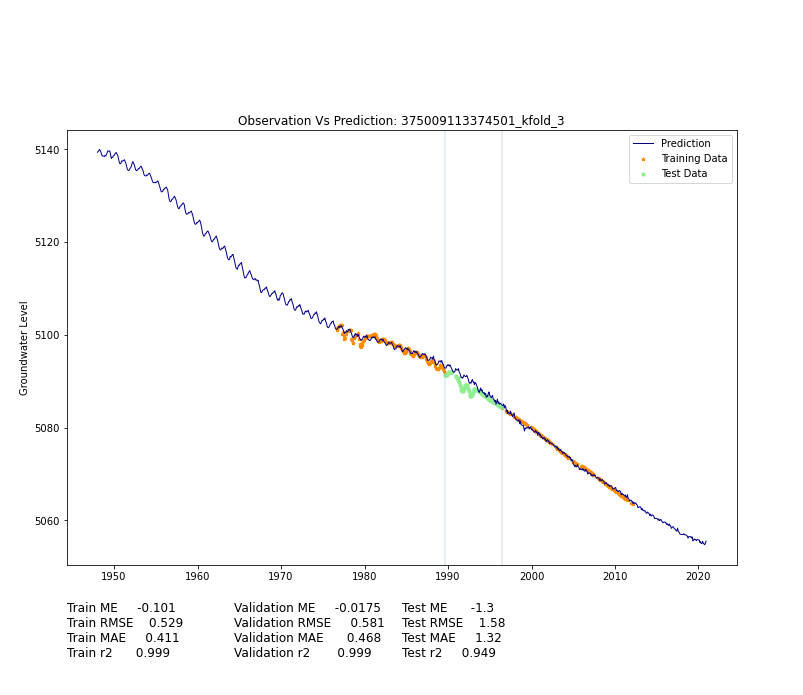 Observation Vs Prediction: 375009113374501_kfold_3
Prediction
Training Data
Test Data
5140
5120
5100
5080
5060
Groundwater Level
1950 1960 1970 1980 1990 2000 2010 2020
Train ME -0.101 Validation ME -0.0175 Test ME -1.3
Train RMSE 0.529 Validation RMSE 0.581 Test RMSE 1.58
Train MAE 0.411 Validation MAE 0.468 Test MAE 1.32
Train r2 0.999 Validation r2 0.999 Test r2 0.949